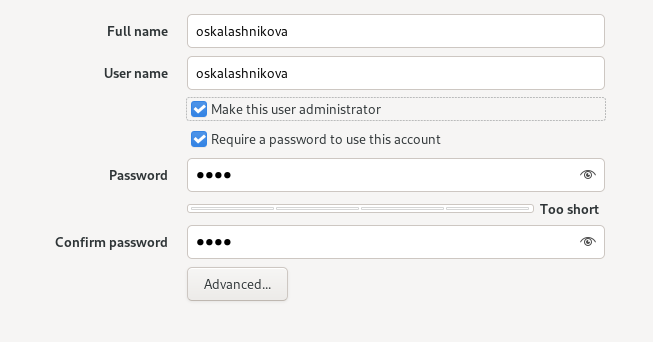 Full name oskalashnikova
User name oskalashnikova
Make this user administrator
Require a password to use this account
Password ●●●●
Too short
Confirm password ●●●●
Advanced...